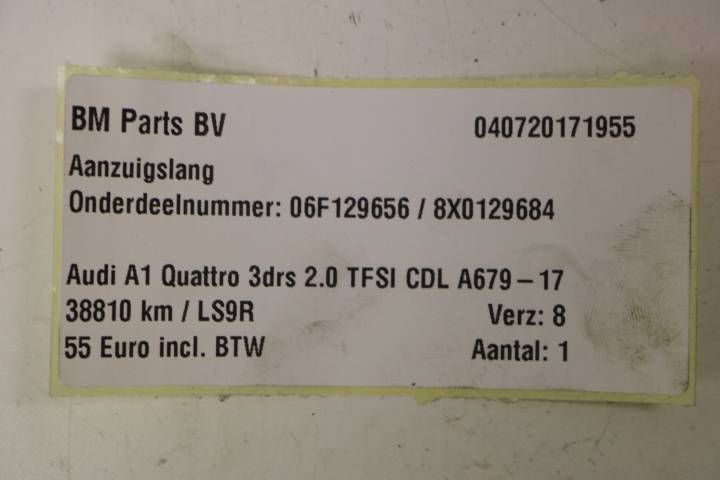 BM Parts BV 040720171955
Aanzuigslang
Onderdeelnummer: 06F129656 / 8X0129684
Audi A1 Quattro 3drs 2.0 TFSI CDL A679 – 17
38810 km / LS9R Verz: 8
55 Euro incl. BTW Aantal: 1